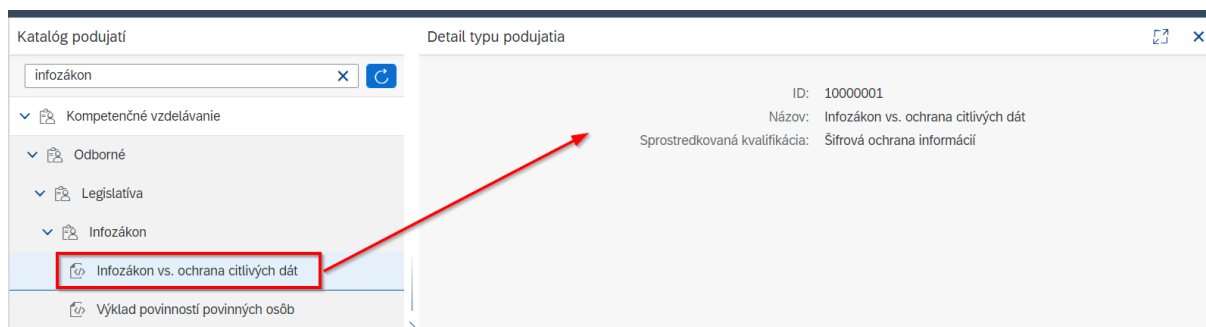 Katalóg podujatí
infozákon
Kompetenčné vzdelávanie
Odborné
Legislatíva
Infozákon
Infozákon vs. ochrana citlivých dát
Výklad povinností povinných osôb
Detail typu podujatia
ID: 10000001
Názov: Infozákon vs. ochrana citlivých dát
Sprostredkovaná kvalifikácia: Šifrová ochrana informácií